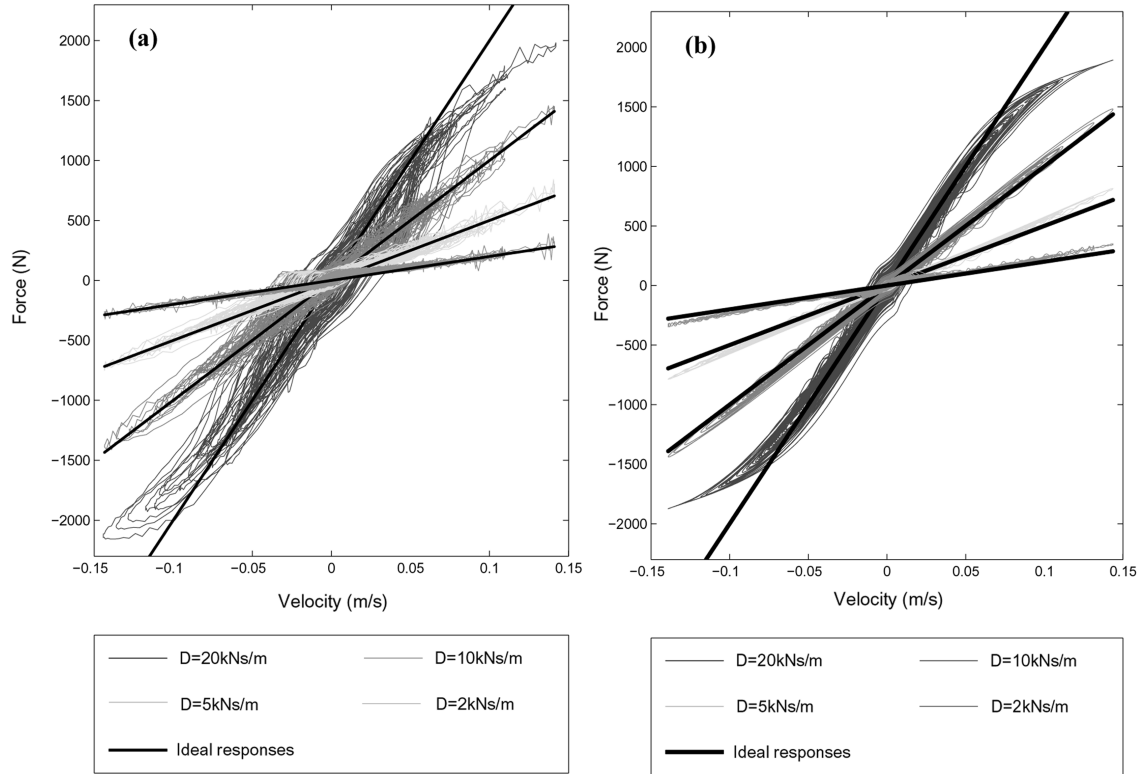 (a)
2000
1500
1000
500
0
−500
−1000
−1500
−2000
Force (N)
−0.15 −0.1 −0.05 0 0.05 0.1 0.15
Velocity (m/s)
D=20kNs/m D=10kNs/m
D=5kNs/m D=2kNs/m
Ideal responses
(b)
2000
1500
1000
500
0
−500
−1000
−1500
−2000
Force (N)
−0.15 −0.1 −0.05 0 0.05 0.1 0.15
Velocity (m/s)
D=20kNs/m D=10kNs/m
D=5kNs/m D=2kNs/m
Ideal responses